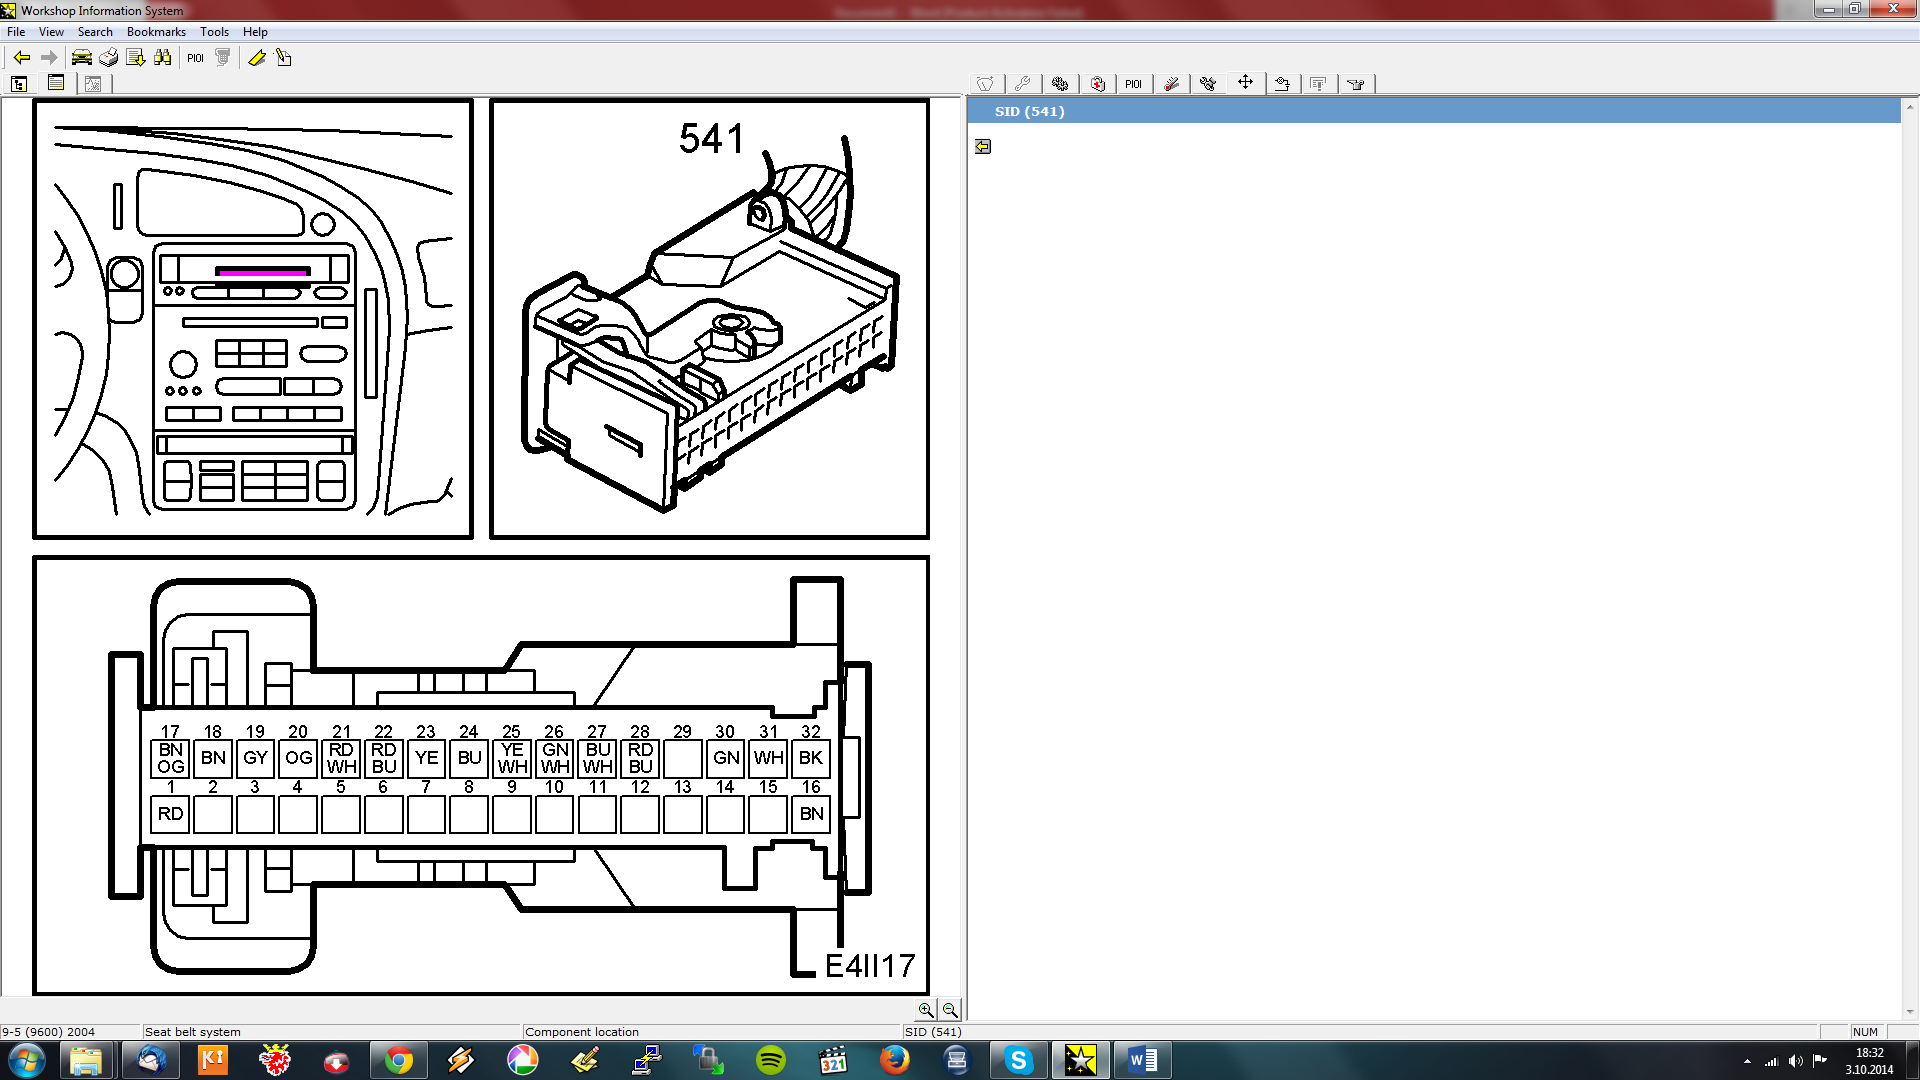 Workshop Information System
File View Search Bookmarks Tools Help
PIOI
PIOI
SID (541)
541
17 18 19 20 21 22 23 24 25 26 27 28 29 30 31 32
BN OG BN GY OG RD WH RD BU YE BU YE WH GN WH BU WH RD BU GN WH BK
1 2 3 4 5 6 7 8 9 10 11 12 13 14 15 16
RD BN
E4II17
9-5 (9600) 2004 Seat belt system Component location SID (541) NUM
Ki 321 S W 18:32
3.10.2014